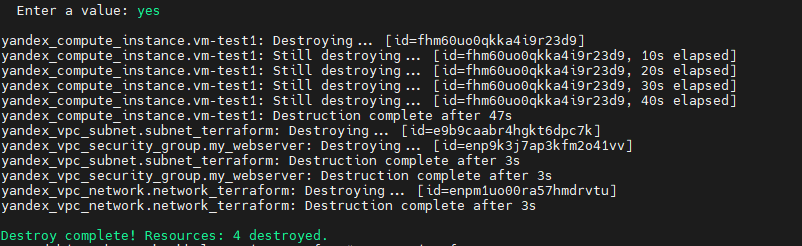 Enter a value: yes
yandex_compute_instance.vm-test1: Destroying... [id=fhm60uo0qkka4i9r23d9]
yandex_compute_instance.vm-test1: Still destroying... [id=fhm60uo0qkka4i9r23d9, 10s elapsed]
yandex_compute_instance.vm-test1: Still destroying... [id=fhm60uo0qkka4i9r23d9, 20s elapsed]
yandex_compute_instance.vm-test1: Still destroying... [id=fhm60uo0qkka4i9r23d9, 30s elapsed]
yandex_compute_instance.vm-test1: Still destroying... [id=fhm60uo0qkka4i9r23d9, 40s elapsed]
yandex_compute_instance.vm-test1: Destruction complete after 47s
yandex_vpc_subnet.subnet_terraform: Destroying... [id=e9b9caabr4hgkt6dpc7k]
yandex_vpc_security_group.my_webserver: Destroying... [id=enp9k3j7ap3kfm2o41vv]
yandex_vpc_subnet.subnet_terraform: Destruction complete after 3s
yandex_vpc_security_group.my_webserver: Destruction complete after 3s
yandex_vpc_network.network_terraform: Destroying... [id=enpm1uo00ra57hmdrvtu]
yandex_vpc_network.network_terraform: Destruction complete after 3s
Destroy complete! Resources: 4 destroyed.